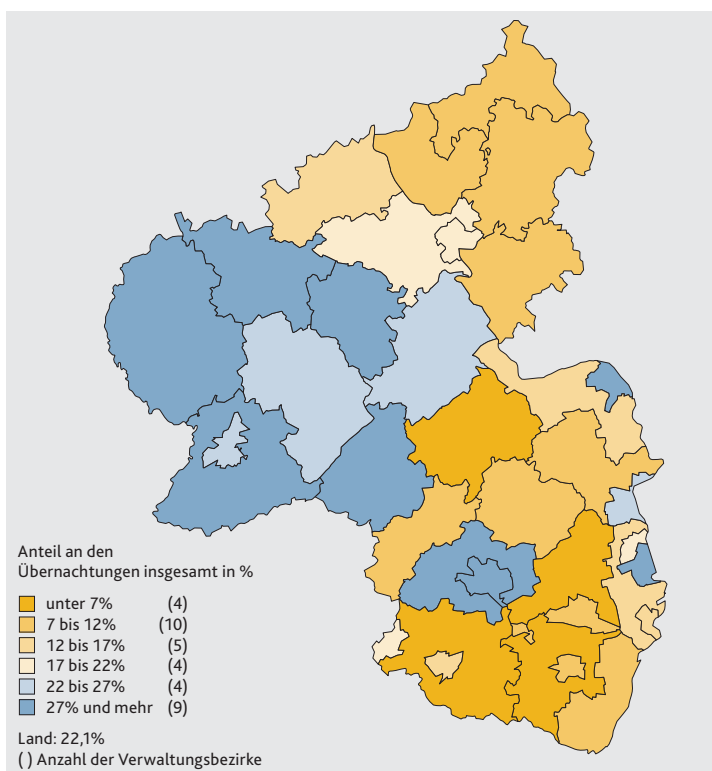 Anteil an den
Übernachtungen insgesamt in %
unter 7% (4)
7 bis 12% (10)
12 bis 17% (5)
17 bis 22% (4)
22 bis 27% (4)
27% und mehr (9)
Land: 22,1%
( ) Anzahl der Verwaltungsbezirke